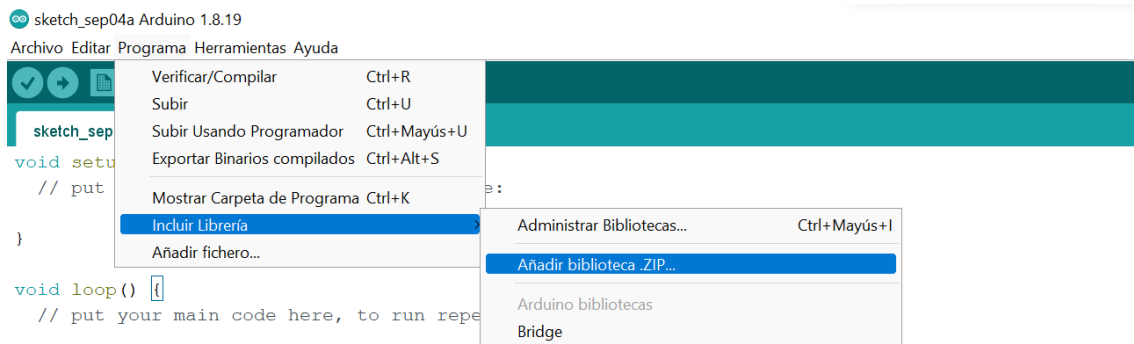 sketch_sep04a Arduino 1.8.19
Archivo Editar Programa Herramientas Ayuda
Verificar/Compilar Ctrl+R
Subir Ctrl+U
sketch_sep
Subir Usando Programador Ctrl+Mayús+U
void setu
Exportar Binarios compilados Ctrl+Alt+S
// put
e:
Mostrar Carpeta de Programa Ctrl+K
Incluir Librería
Administrar Bibliotecas... Ctrl+Mayús+I
}
Añadir fichero...
Añadir biblioteca .ZIP...
void loop() {
Arduino bibliotecas
// put your main code here, to run repe
Bridge